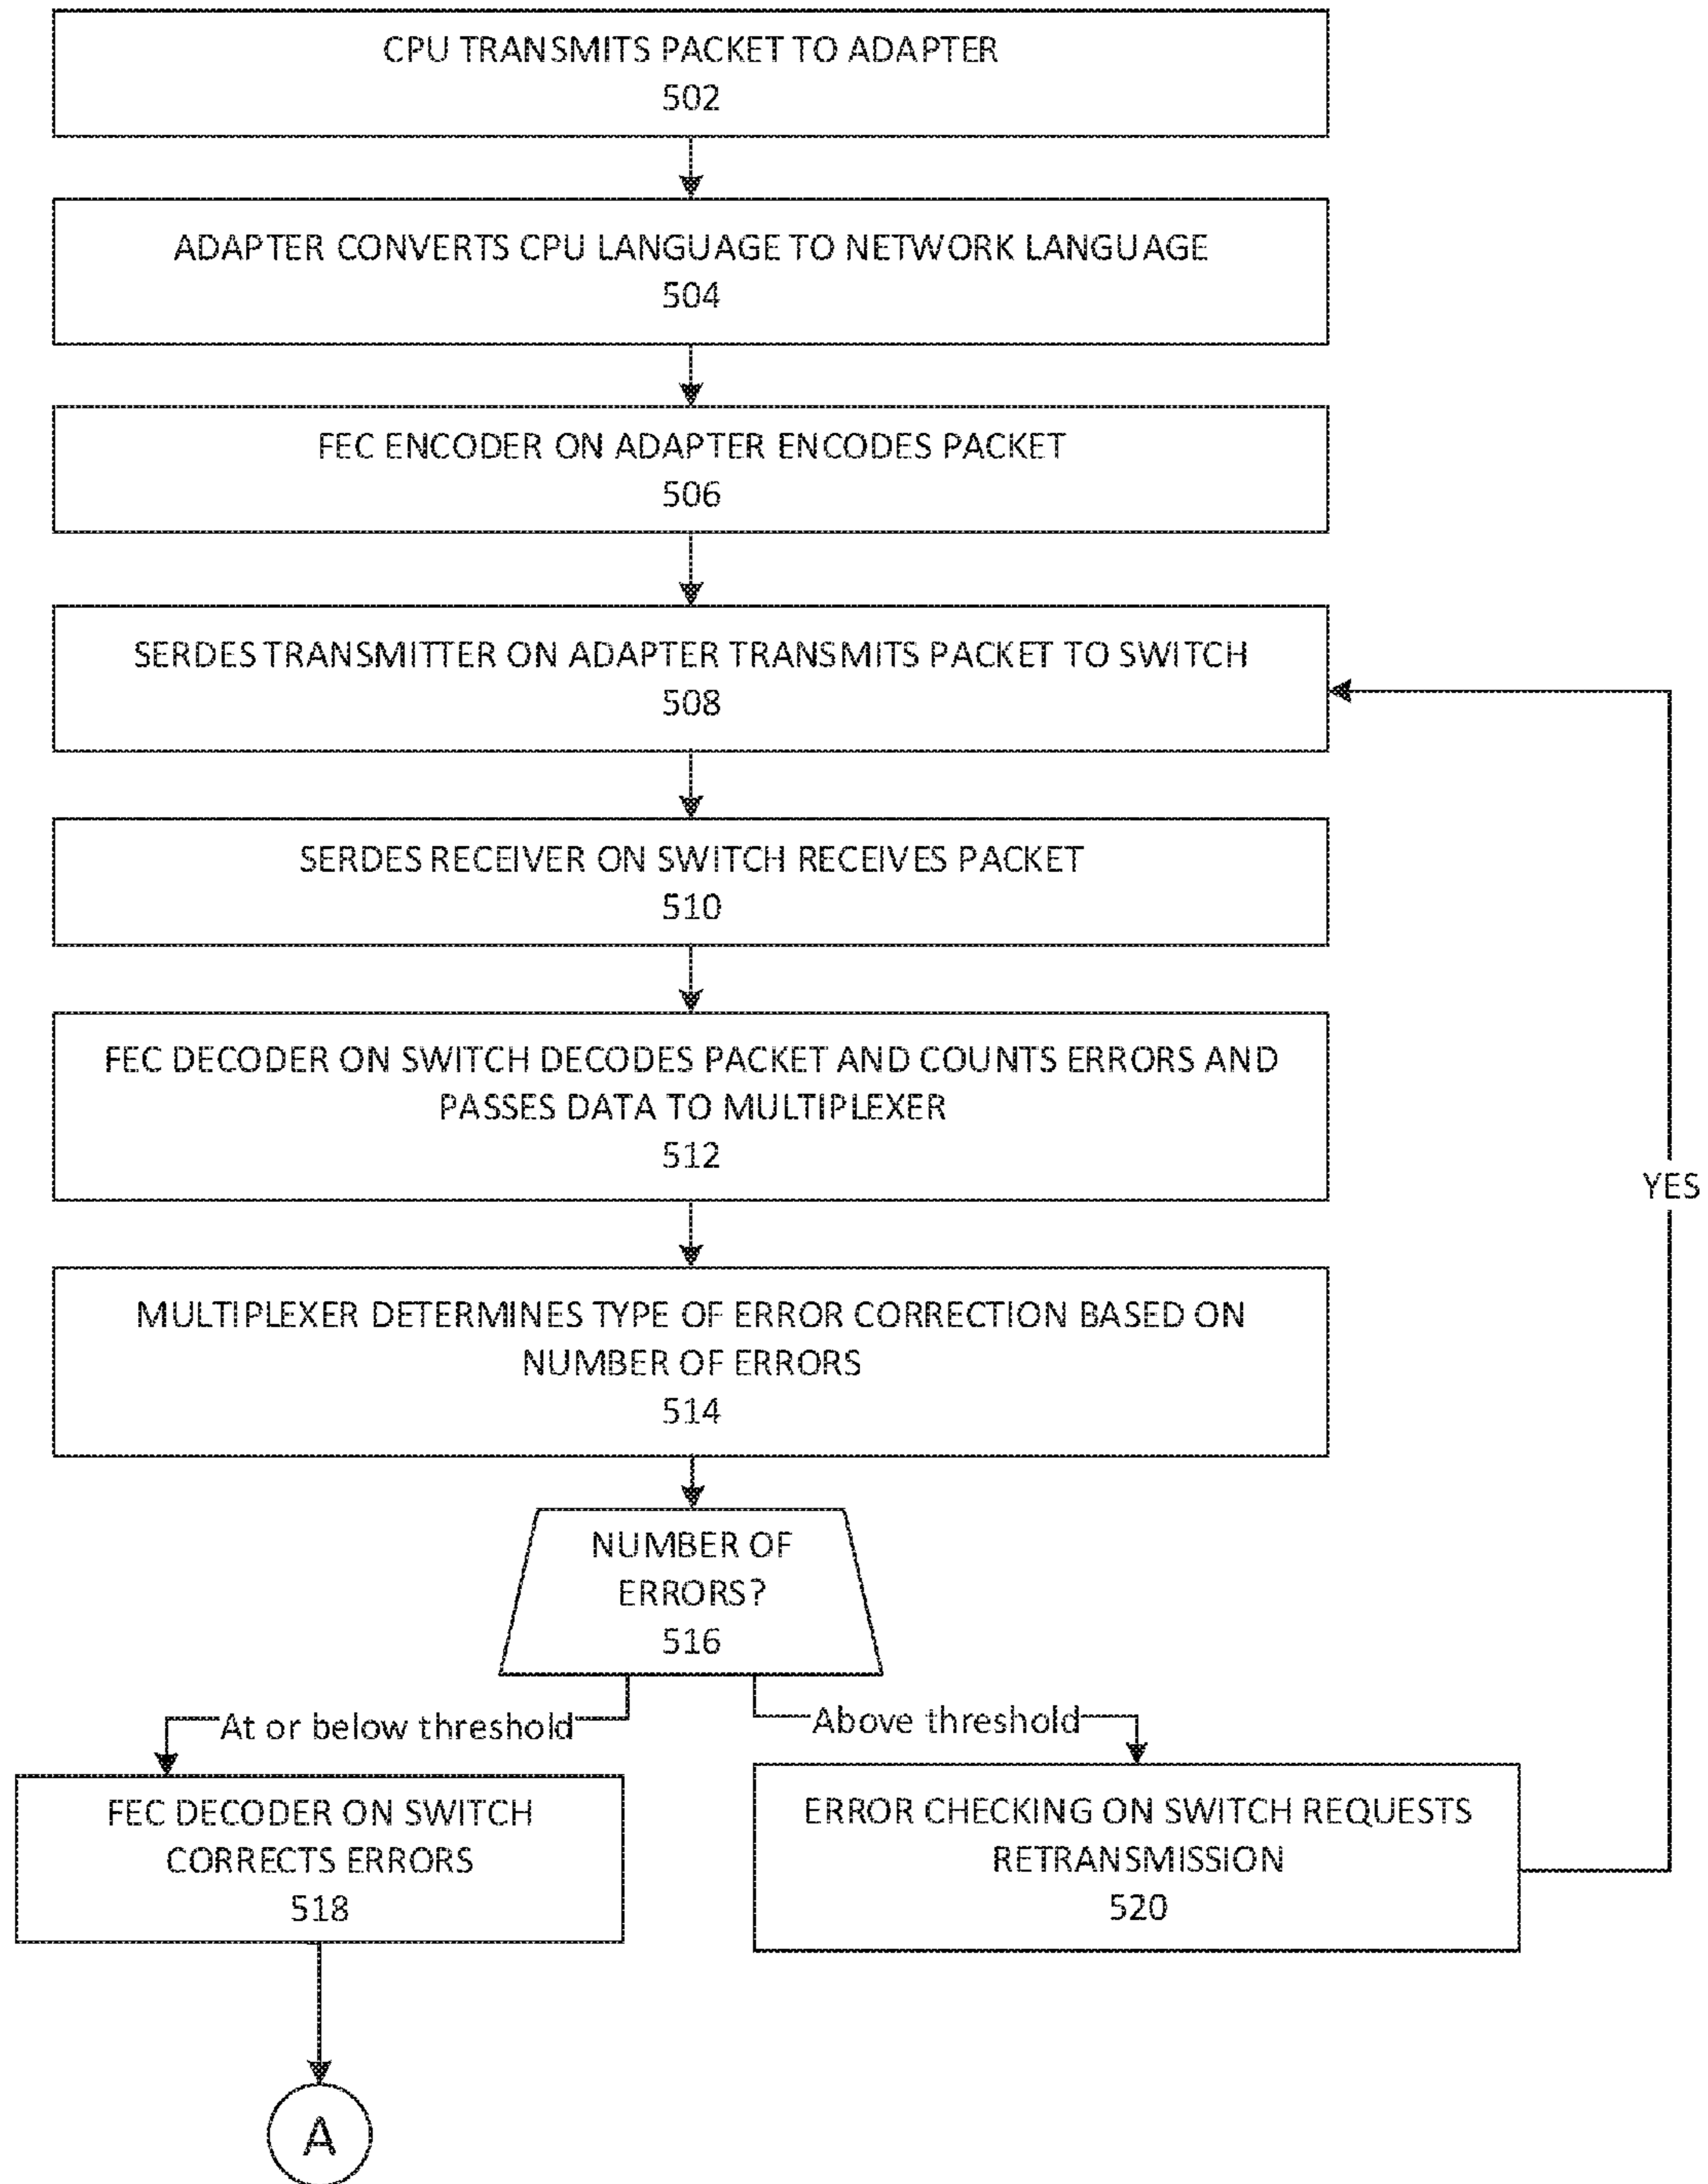 CPU TRANSMITS PACKET TO ADAPTER
502
ADAPTER CONVERTS CPU LANGUAGE TO NETWORK LANGUAGE
504
FEC ENCODER ON ADAPTER ENCODES PACKET
506
SERDES TRANSMITTER ON ADAPTER TRANSMITS PACKET TO SWITCH
508
SERDES RECEIVER ON SWITCH RECEIVES PACKET
510
FEC DECODER ON SWITCH DECODES PACKET AND COUNTS ERRORS AND
PASSES DATA TO MULTIPLEXER
512
YES
MULTIPLEXER DETERMINES TYPE OF ERROR CORRECTION BASED ON
NUMBER OF ERRORS
514
NUMBER OF
ERRORS?
516
At or below threshold
Above threshold
FEC DECODER ON SWITCH
CORRECTS ERRORS
518
ERROR CHECKING ON SWITCH REQUESTS
RETRANSMISSION
520
A